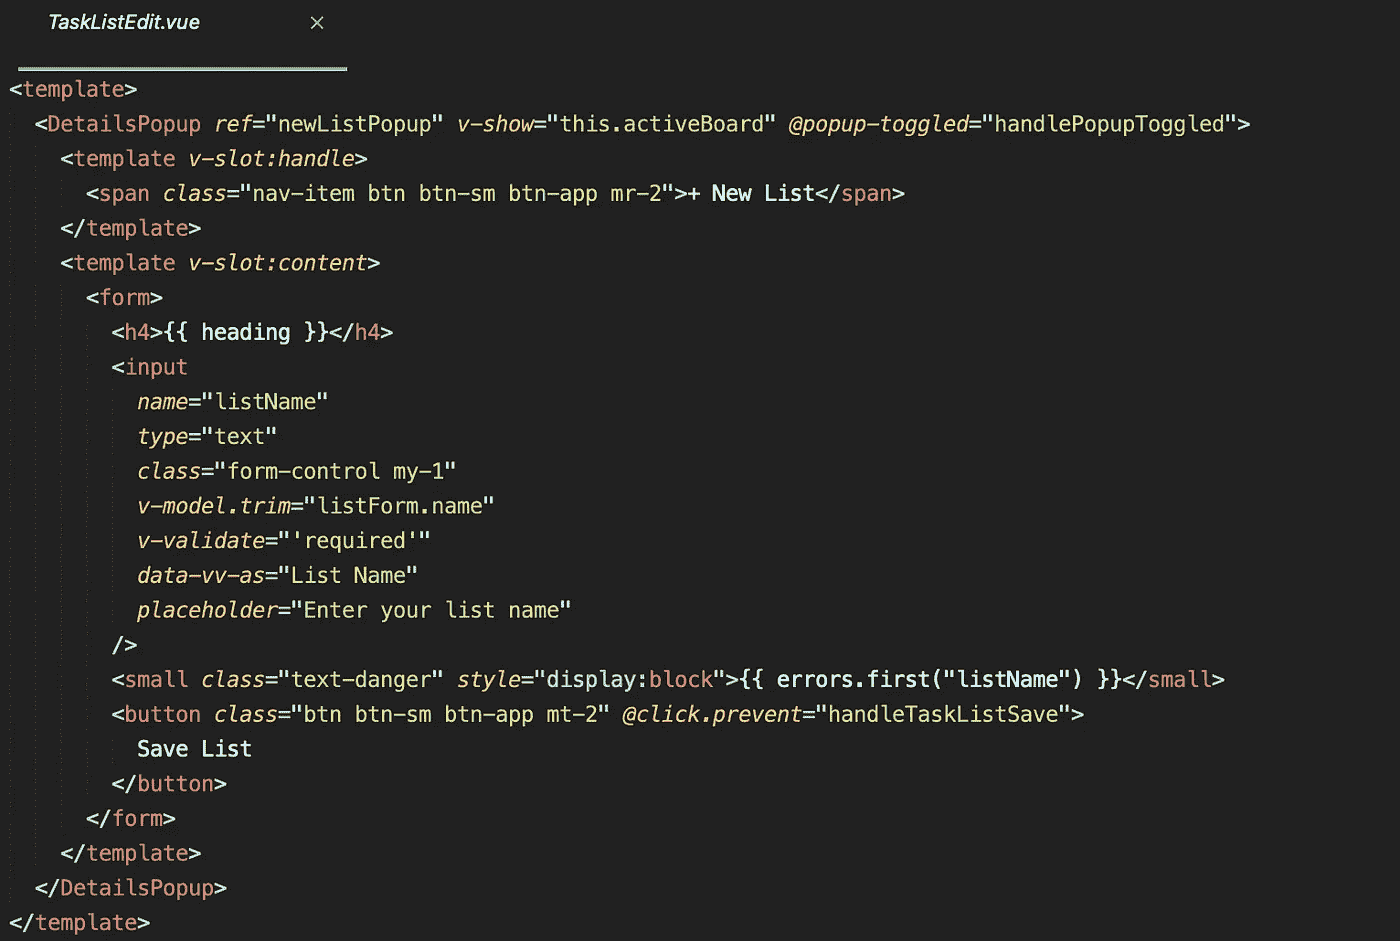 TaskListEdit.vue ×
<template>
<DetailsPopup ref="newListPopup" v-show="this.activeBoard" @popup-toggled="handlePopupToggled">
<template v-slot:handle>
<span class="nav-item btn btn-sm btn-app mr-2">+ New List</span>
</template>
<template v-slot:content>
<form>
<h4>{{ heading }}</h4>
<input
name="listName"
type="text"
class="form-control my-1"
v-model.trim="listForm.name"
v-validate="'required'"
data-vv-as="List Name"
placeholder="Enter your list name"
/>
<small class="text-danger" style="display:block">{{ errors.first("listName") }}</small>
<button class="btn btn-sm btn-app mt-2" @click.prevent="handleTaskListSave">
Save List
</button>
</form>
</template>
</DetailsPopup>
</template>